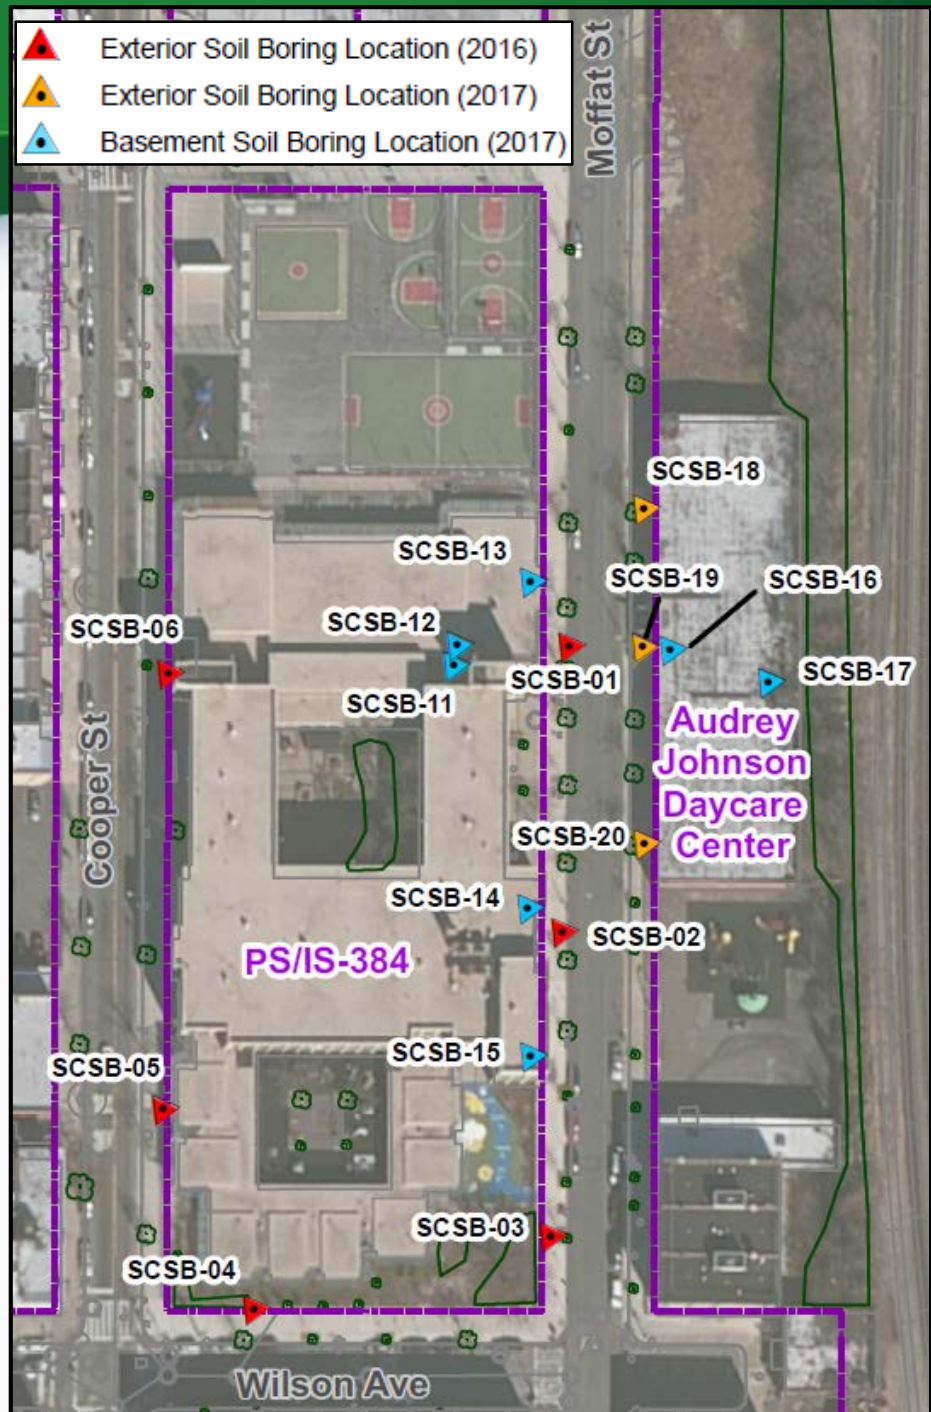 Exterior Soil Boring Location (2016)
Exterior Soil Boring Location (2017)
Basement Soil Boring Location (2017)
Moffat St
SCSB-18
SCSB-13
SCSB-19
SCSB-16
SCSB-12
SCSB-06
SCSB-01
SCSB-17
SCSB-11
Audrey
Johnson
Daycare
Center
Cooper St
SCSB-20
SCSB-14
SCSB-02
PS/IS-384
SCSB-15
SCSB-05
SCSB-03
SCSB-04
Wilson Ave